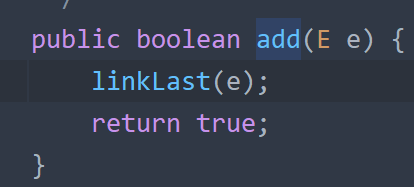 public boolean add(E e) {
linkLast(e);
return true;
}